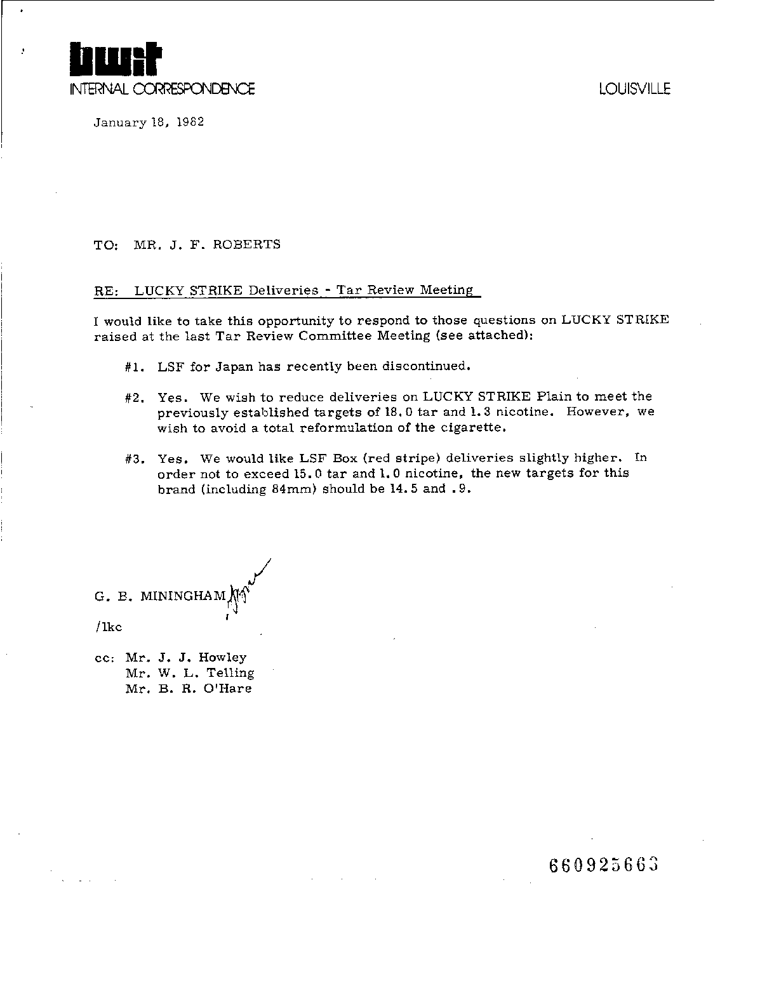 bwit
INTERNAL CORRESPONDENCE LOUISVILLE
January 18, 1982
TO: MR. J. F. ROBERTS
RE: LUCKY STRIKE Deliveries - Tar Review Meeting
I would like to take this opportunity to respond to those questions on LUCKY STRIKE
raised at the last Tar Review Committee Meeting (see attached):
#1. LSF for Japan has recently been discontinued.
#2. Yes. We wish to reduce deliveries on LUCKY STRIKE Plain to meet the
previously established targets of 18.0 tar and 1.3 nicotine. However, we
wish to avoid a total reformulation of the cigarette.
#3. Yes. We would like LSF Box (red stripe) deliveries slightly higher. In
order not to exceed 15.0 tar and 1.0 nicotine, the new targets for this
brand (including 84mm) should be 14.5 and .9.
G. E. MININGHAM
/lkc
cc: Mr. J. J. Howley
Mr. W. L. Telling
Mr. B. R. O'Hare
660925663